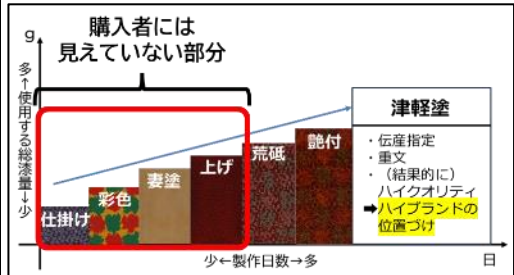 購入者には
見えていない部分
g
多↑使用する総漆量↓少
仕掛け
彩色
妻塗
上げ
荒砥
艶付
津軽塗
・伝産指定
・重文
・（結果的に）
ハイクオリティ
➡ハイブランドの
位置づけ
少←製作日数→多
日